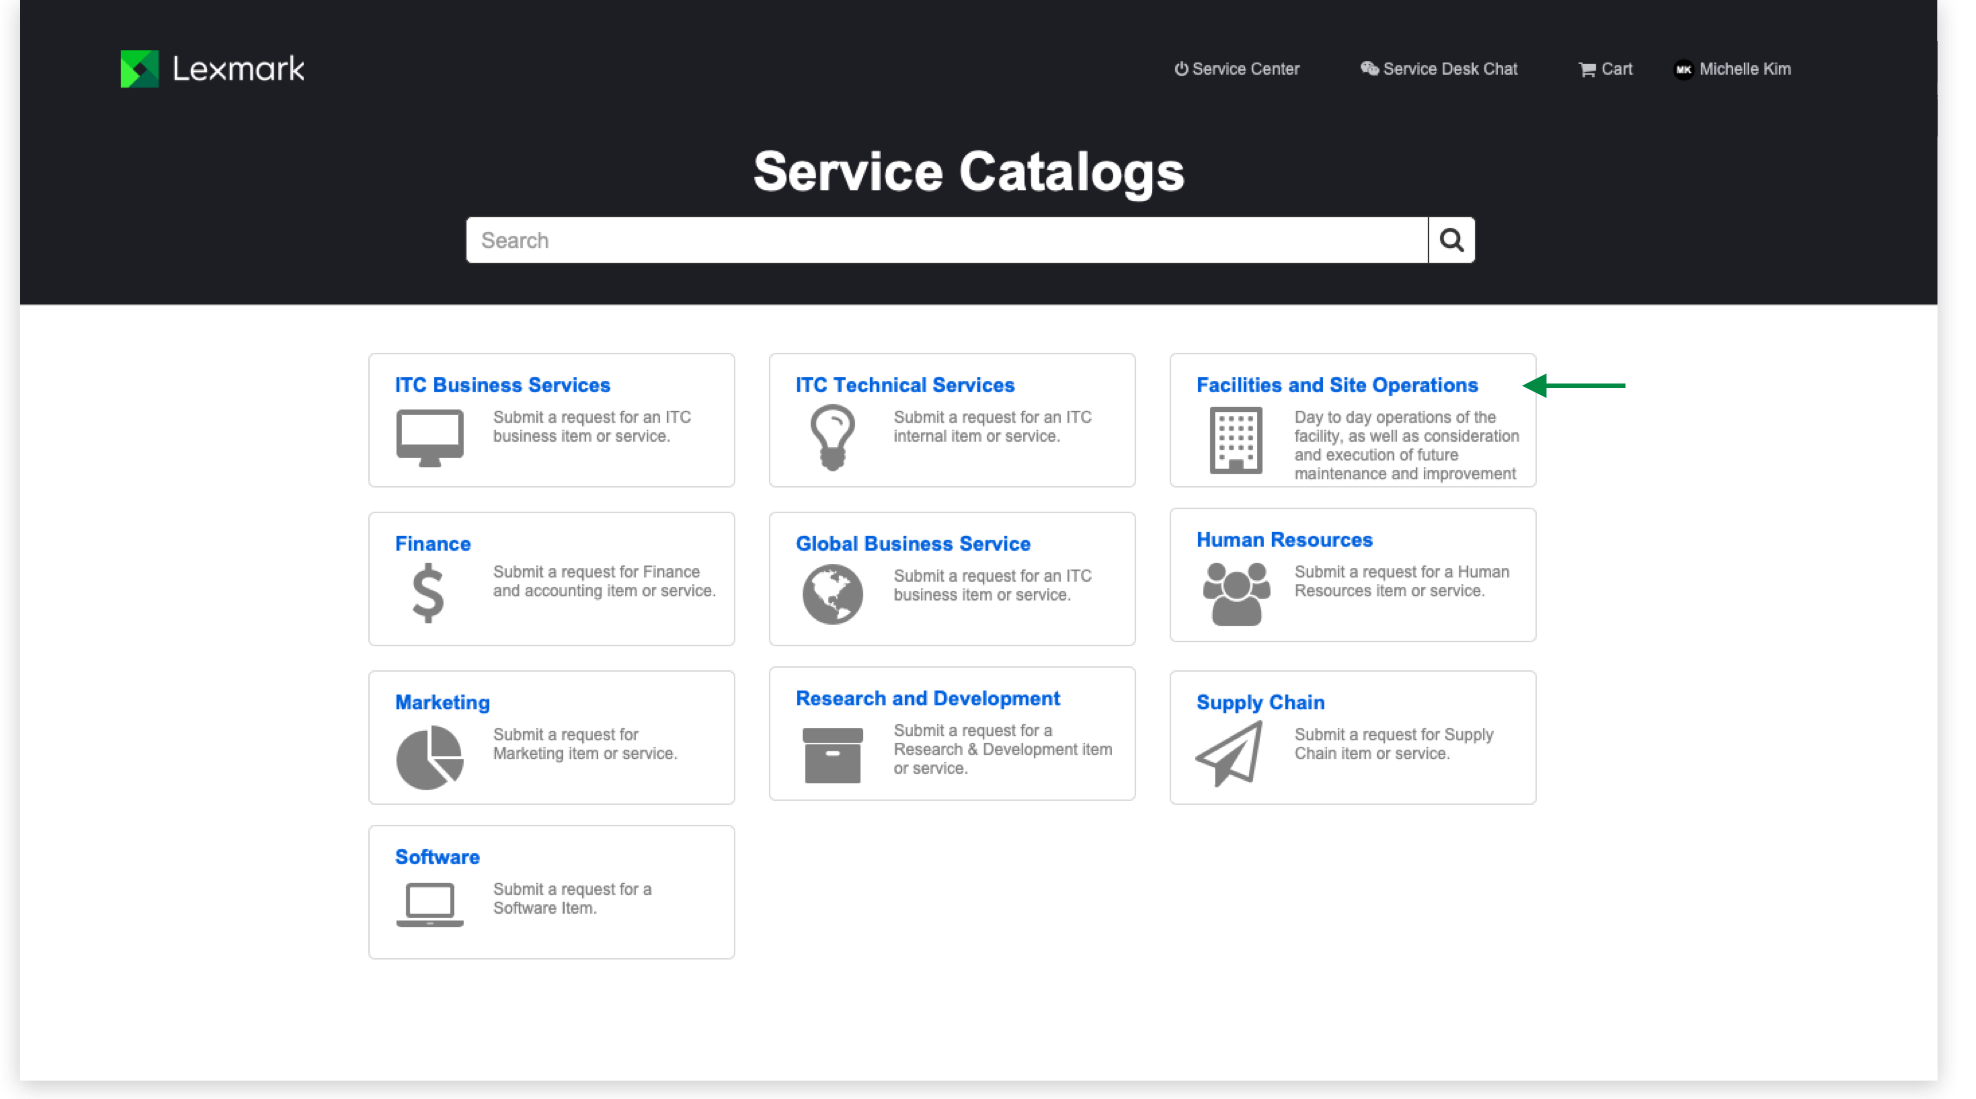 Lexmark
Service Center
Service Desk Chat
Cart
MK Michelle Kim
Service Catalogs
Search
ITC Business Services
Submit a request for an ITC
business item or service.
ITC Technical Services
Submit a request for an ITC
internal item or service.
Facilities and Site Operations
Day to day operations of the
facility, as well as consideration
and execution of future
maintenance and improvement
Finance
Submit a request for Finance
and accounting item or service.
Global Business Service
Submit a request for an ITC
business item or service.
Human Resources
Submit a request for a Human
Resources item or service.
Marketing
Submit a request for
Marketing item or service.
Research and Development
Submit a request for a
Research & Development item
or service.
Supply Chain
Submit a request for Supply
Chain item or service.
Software
Submit a request for a
Software Item.